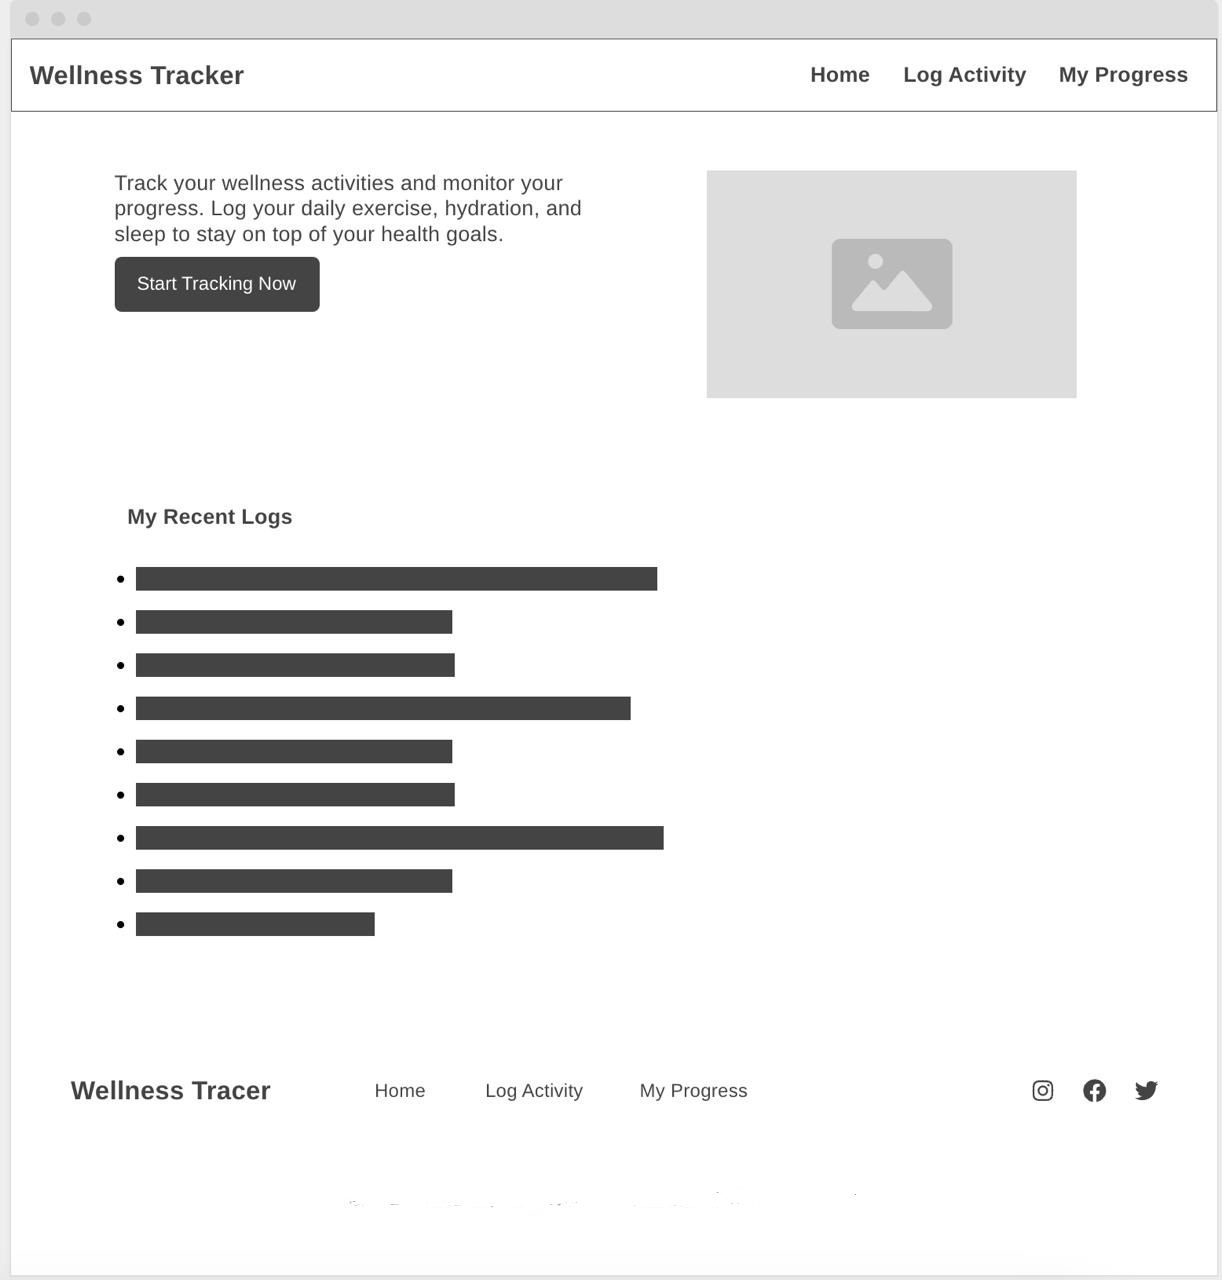 Wellness Tracker
Home Log Activity My Progress
Track your wellness activities and monitor your
progress. Log your daily exercise, hydration, and
sleep to stay on top of your health goals.
Start Tracking Now
My Recent Logs
Wellness Tracer
Home Log Activity My Progress